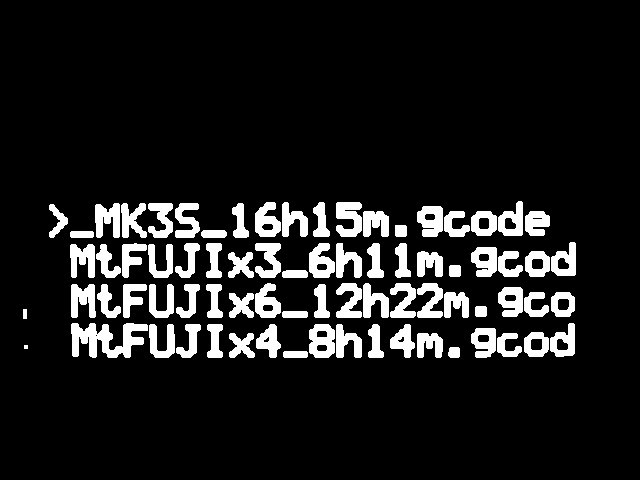 >_MK3S_16h15m.gcode
MtFUJIx3_6h11m.gcod
MtFUJIx6_12h22m.gco
MtFUJIx4_8h14m.gcod